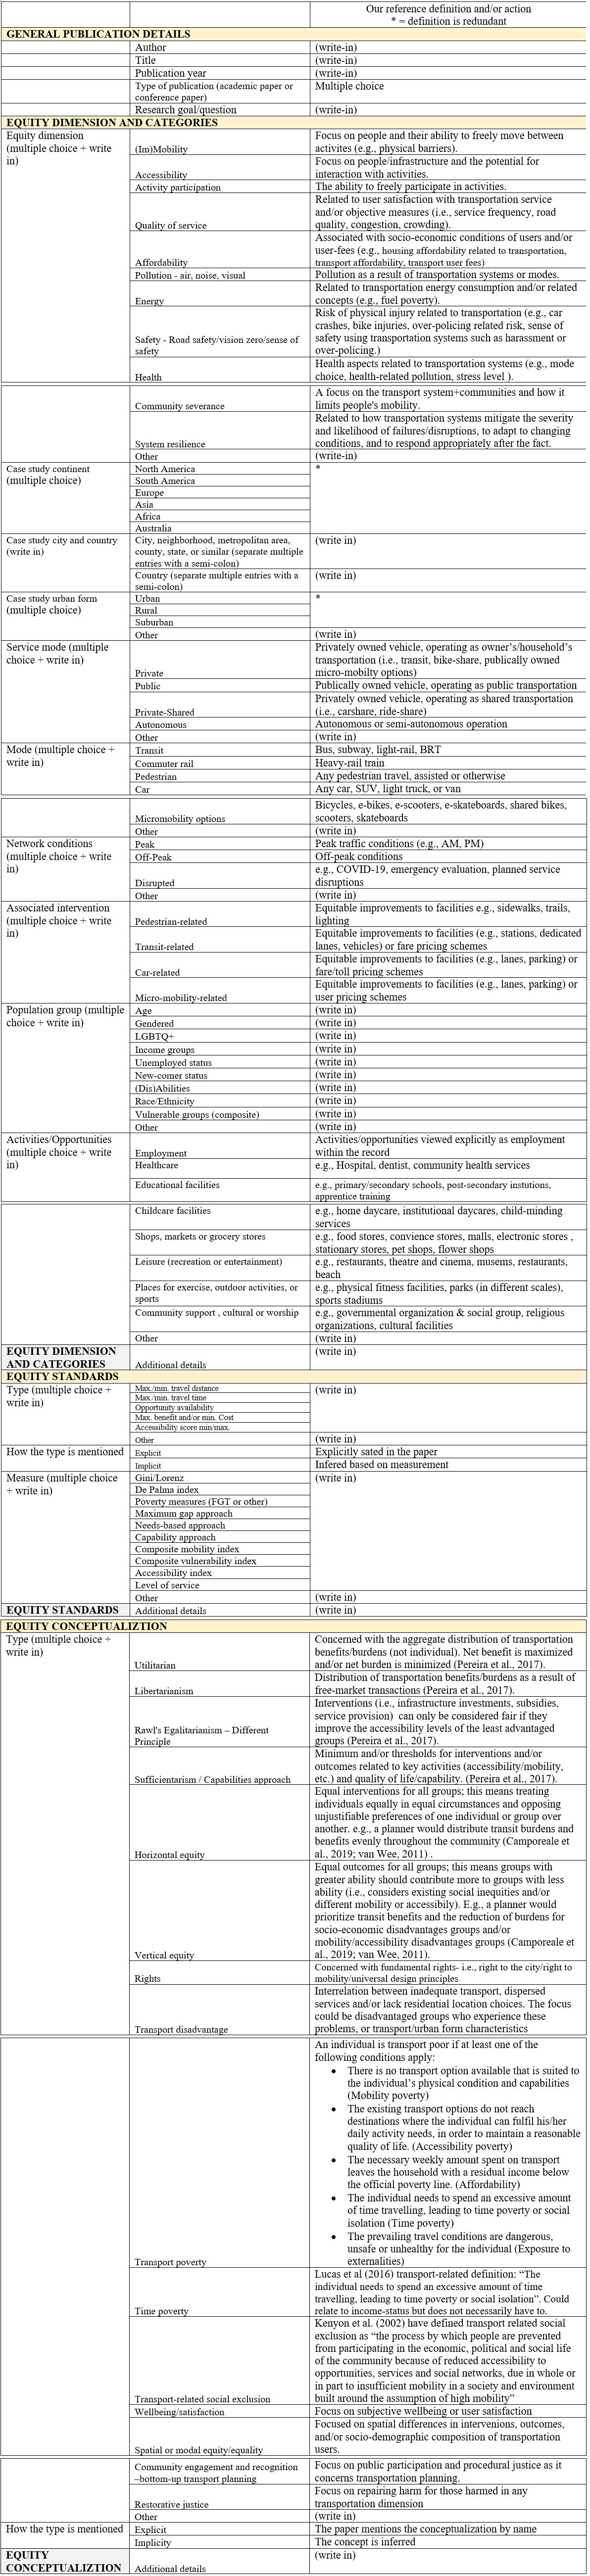 Our reference definition and/or action
* = definition is redundant
GENERAL PUBLICATION DETAILS
Author
(write-in)
Title
(write-in)
Publication year
(write-in)
Type of publication (academic paper or
conference paper)
Multiple choice
Research goal/question
(write-in)
EQUITY DIMENSION AND CATEGORIES
Equity dimension
(multiple choice + write
in)
(Im)Mobility
Focus on people and their ability to freely move between
activites (e.g., physical barriers).
Accessibility
Focus on people/infrastructure and the potential for
interaction with activities.
Activity participation
The ability to freely participate in activities.
Quality of service
Related to user satisfaction with transportation service
and/or objective measures (i.e., service frequency, road
quality, congestion, crowding).
Affordability
Associated with socio-economic conditions of users and/or
user-fees (e.g., housing affordability related to transportation,
transport affordability, transport user fees)
Pollution - air, noise, visual
Pollution as a result of transportation systems or modes.
Energy
Related to transportation energy consumption and/or related
concepts (e.g., fuel poverty).
Safety - Road safety/vision zero/sense of
safety
Risk of physical injury related to transportation (e.g., car
crashes, bike injuries, over-policing related risk, sense of
safety using transportation systems such as harassment or
over-policing.)
Health
Health aspects related to transportation systems (e.g., mode
choice, health-related pollution, stress level ).
Community severance
A focus on the transport system+communities and how it
limits people's mobility.
System resilience
Related to how transportation systems mitigate the severity
and likelihood of failures/disruptions, to adapt to changing
conditions, and to respond appropriately after the fact.
Other
(write-in)
Case study continent
(multiple choice)
North America
*
South America
Europe
Asia
Africa
Australia
Case study city and country
(write in)
City, neighborhood, metropolitan area,
county, state, or similar (separate multiple
entries with a semi-colon)
(write in)
Country (separate multiple entries with a
semi-colon)
(write in)
Case study urban form
(multiple choice)
Urban
*
Rural
Suburban
Other
(write in)
Service mode (multiple
choice + write in)
Private
Privately owned vehicle, operating as owner's/household's
transportation (i.e., transit, bike-share, publically owned
micro-mobilty options)
Public
Publically owned vehicle, operating as public transportation
Private-Shared
Privately owned vehicle, operating as shared transportation
(i.e., carshare, ride-share)
Autonomous
Autonomous or semi-autonomous operation
Other
(write in)
Mode (multiple choice +
write in)
Transit
Bus, subway, light-rail, BRT
Commuter rail
Heavy-rail train
Pedestrian
Any pedestrian travel, assisted or otherwise
Car
Any car, SUV, light truck, or van
Micromobility options
Bicycles, e-bikes, e-scooters, e-skateboards, shared bikes,
scooters, skateboards
Other
(write in)
Network conditions
(multiple choice + write
in)
Peak
Peak traffic conditions (e.g., AM, PM)
Off-Peak
Off-peak conditions
Disrupted
e.g., COVID-19, emergency evaluation, planned service
disruptions
Other
(write in)
Associated intervention
(multiple choice + write
in)
Pedestrian-related
Equitable improvements to facilities e.g., sidewalks, trails,
lighting
Transit-related
Equitable improvements to facilities (e.g., stations, dedicated
lanes, vehicles) or fare pricing schemes
Car-related
Equitable improvements to facilities (e.g., lanes, parking) or
fare/toll pricing schemes
Micro-mobility-related
Equitable improvements to facilities (e.g., lanes, parking) or
user pricing schemes
Population group (multiple
choice + write in)
Age
(write in)
Gendered
(write in)
LGBTQ+
(write in)
Income groups
(write in)
Unemployed status
(write in)
New-comer status
(write in)
(Dis)Abilities
(write in)
Race/Ethnicity
(write in)
Vulnerable groups (composite)
(write in)
Other
(write in)
Activities/Opportunities
(multiple choice + write
in)
Employment
Activities/opportunities viewed explicitly as employment
within the record
Healthcare
e.g., Hospital, dentist, community health services
Educational facilities
e.g., primary/secondary schools, post-secondary instutions,
apprentice training
Childcare facilities
e.g., home daycare, institutional daycares, child-minding
services
Shops, markets or grocery stores
e.g., food stores, convience stores, malls, electronic stores ,
stationary stores, pet shops, flower shops
Leisure (recreation or entertainment)
e.g., restaurants, theatre and cinema, musems, restaurants,
beach
Places for exercise, outdoor activities, or
sports
e.g., physical fitness facilities, parks (in different scales),
sports stadiums
Community support , cultural or worship
e.g., governmental organization & social group, religious
organizations, cultural facilities
Other
(write in)
EQUITY DIMENSION
AND CATEGORIES
Additional details
(write in)
EQUITY STANDARDS
Type (multiple choice +
write in)
Max./min. travel distance
(write in)
Max./min. travel time
Opportunity availability
Max. benefit and/or min. Cost
Accessibility score min/max.
Other
(write in)
How the type is mentioned
Explicit
Explicitly sated in the paper
Implicit
Infered based on measurement
Measure (multiple choice
+ write in)
Gini/Lorenz
(write in)
De Palma index
Poverty measures (FGT or other)
Maximum gap approach
Needs-based approach
Capability approach
Composite mobility index
Composite vulnerability index
Accessibility index
Level of service
Other
(write in)
EQUITY STANDARDS
Additional details
(write in)
EQUITY CONCEPTUALIZTION
Type (multiple choice +
write in)
Utilitarian
Concerned with the aggregate distribution of transportation
benefits/burdens (not individual). Net benefit is maximized
and/or net burden is minimized (Pereira et al., 2017).
Libertarianism
Distribution of transportation benefits/burdens as a result of
free-market transactions (Pereira et al., 2017).
Rawl's Egalitarianism – Different
Principle
Interventions (i.e., infrastructure investments, subsidies,
service provision) can only be considered fair if they
improve the accessibility levels of the least advantaged
groups (Pereira et al., 2017).
Sufficientarism / Capabilities approach
Minimum and/or thresholds for interventions and/or
outcomes related to key activities (accessibility/mobility,
etc.) and quality of life/capability. (Pereira et al., 2017).
Horizontal equity
Equal interventions for all groups; this means treating
individuals equally in equal circumstances and opposing
unjustifiable preferences of one individual or group over
another. e.g., a planner would distribute transit burdens and
benefits evenly throughout the community (Camporeale et
al., 2019; van Wee, 2011) .
Vertical equity
Equal outcomes for all groups; this means groups with
greater ability should contribute more to groups with less
ability (i.e., considers existing social inequities and/or
different mobility or accessibily). E.g., a planner would
prioritize transit benefits and the reduction of burdens for
socio-economic disadvantages groups and/or
mobility/accessibility disadvantages groups (Camporeale et
al., 2019; van Wee, 2011).
Rights
Concerned with fundamental rights- i.e., right to the city/right to
mobility/universal design principles
Transport disadvantage
Interrelation between inadequate transport, dispersed
services and/or lack residential location choices. The focus
could be disadvantaged groups who experience these
problems, or transport/urban form characteristics
Transport poverty
An individual is transport poor if at least one of the
following conditions apply:
• There is no transport option available that is suited to
the individual's physical condition and capabilities
(Mobility poverty)
• The existing transport options do not reach
destinations where the individual can fulfil his/her
daily activity needs, in order to maintain a reasonable
quality of life. (Accessibility poverty)
• The necessary weekly amount spent on transport
leaves the household with a residual income below
the official poverty line. (Affordability)
• The individual needs to spend an excessive amount
of time travelling, leading to time poverty or social
isolation (Time poverty)
• The prevailing travel conditions are dangerous,
unsafe or unhealthy for the individual (Exposure to
externalities)
Time poverty
Lucas et al (2016) transport-related definition: “The
individual needs to spend an excessive amount of time
travelling, leading to time poverty or social isolation”. Could
relate to income-status but does not necessarily have to.
Transport-related social exclusion
Kenyon et al. (2002) have defined transport related social
exclusion as “the process by which people are prevented
from participating in the economic, political and social life
of the community because of reduced accessibility to
opportunities, services and social networks, due in whole or
in part to insufficient mobility in a society and environment
built around the assumption of high mobility”
Wellbeing/satisfaction
Focus on subjective wellbeing or user satisfaction
Spatial or modal equity/equality
Focused on spatial differences in intervenions, outcomes,
and/or socio-demographic composition of transportation
users.
Community engagement and recognition
–bottom-up transport planning
Focus on public participation and procedural justice as it
concerns transportation planning.
Restorative justice
Focus on repairing harm for those harmed in any
transportation dimension
Other
(write in)
How the type is mentioned
Explicit
The paper mentions the conceptualization by name
Implicity
The concept is inferred
EQUITY
CONCEPTUALIZTION
Additional details
(write in)